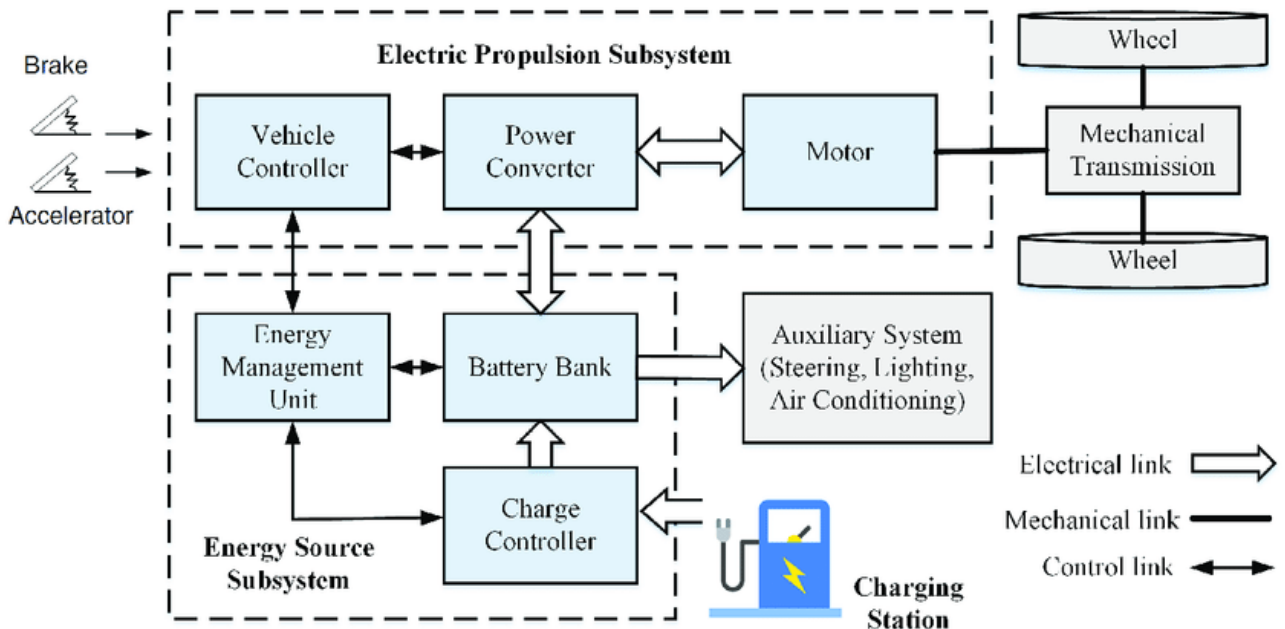 Electric Propulsion Subsystem
Brake
Accelerator
Vehicle
Controller
Power
Converter
Motor
Wheel
Mechanical
Transmission
Wheel
Energy
Management
Unit
Battery Bank
Auxiliary System
(Steering, Lighting,
Air Conditioning)
Charge
Controller
Energy Source
Subsystem
Charging
Station
Electrical link
Mechanical link
Control link